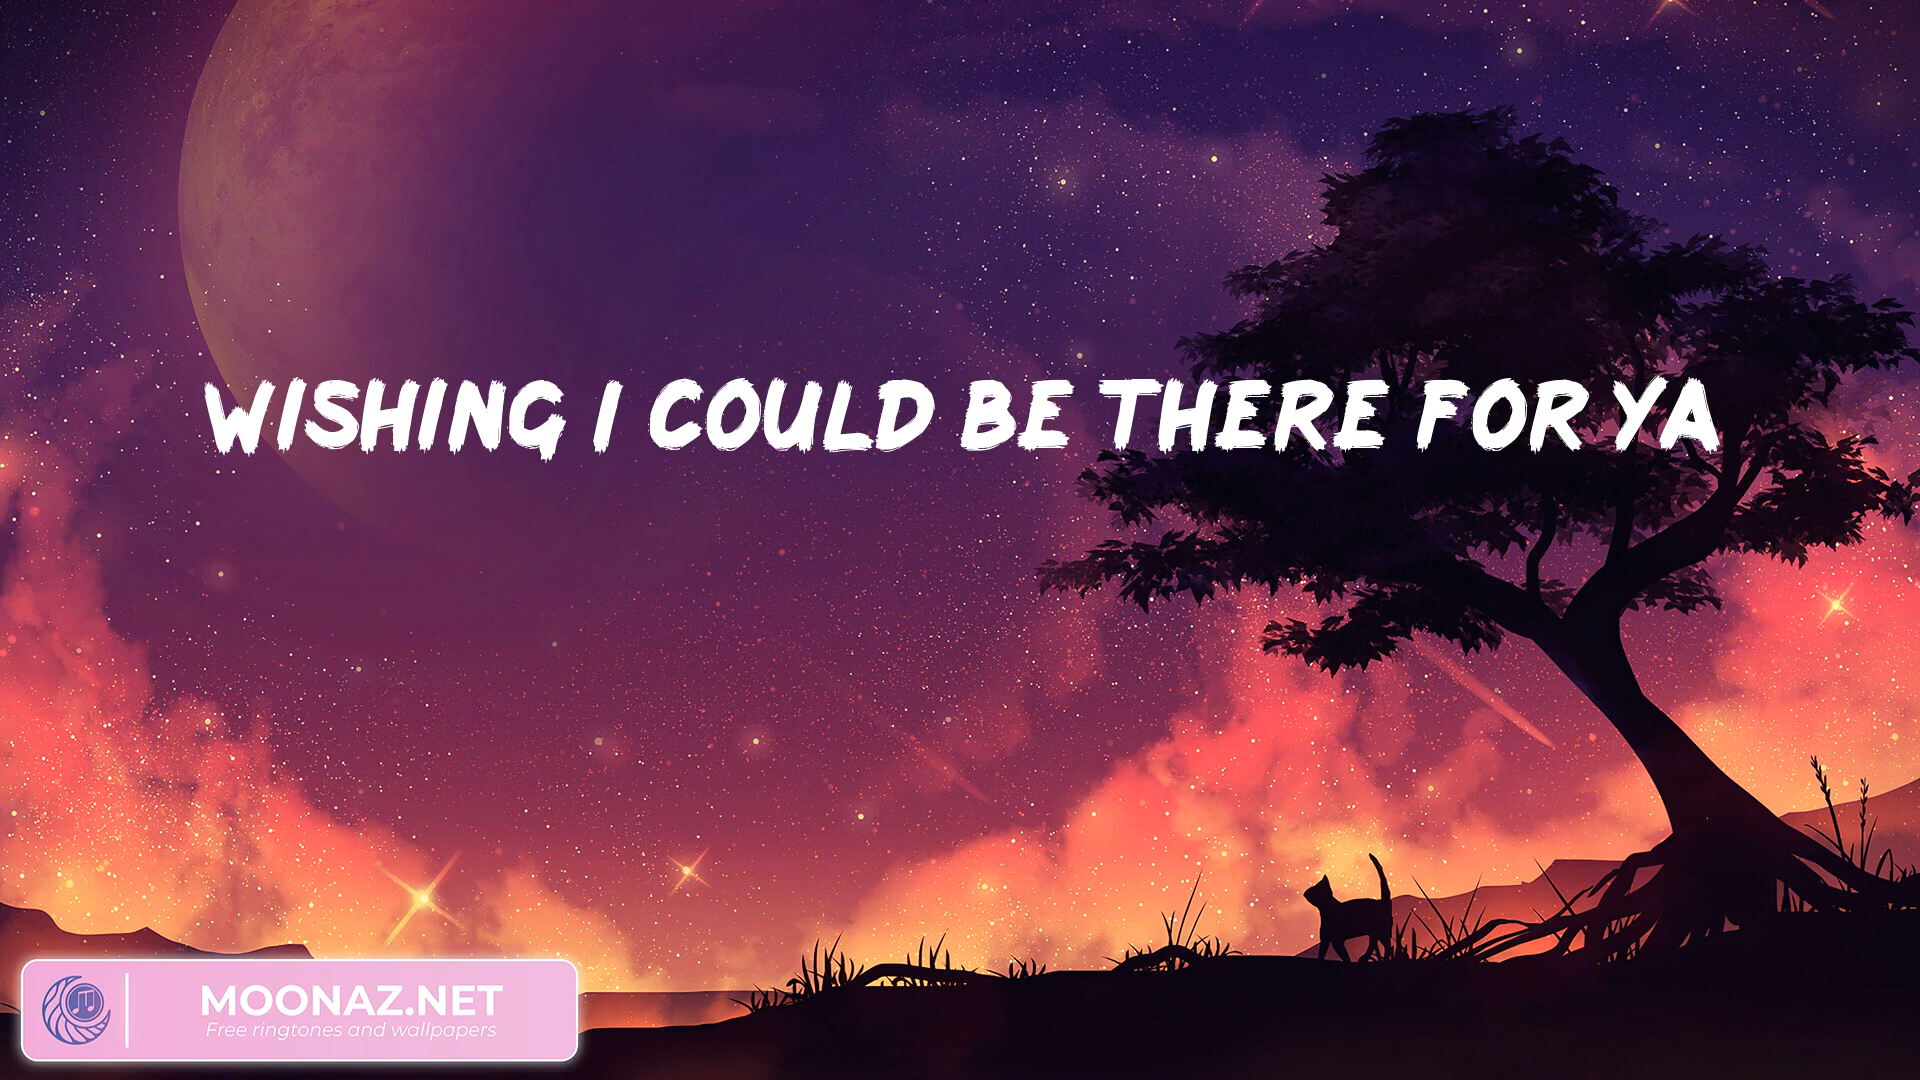 WISHING I COULD BE THERE FOR YA
MOONAZ.NET
Free ringtones and wallpapers